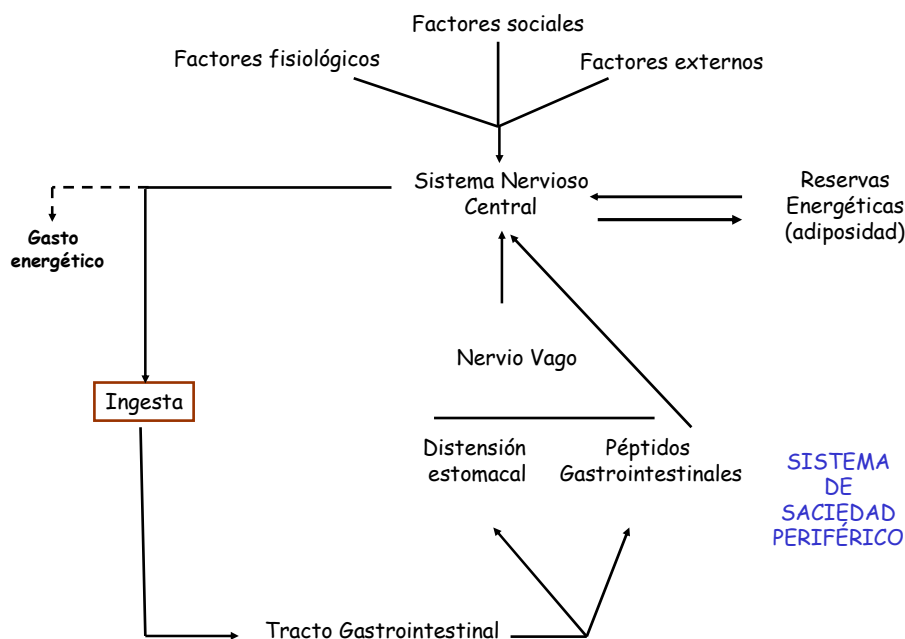 Factores sociales
Factores fisiológicos
Factores externos
Sistema Nervioso
Central
Reservas
Energéticas
(adiposidad)
Gasto
energético
Nervio Vago
Ingesta
Distensión
estomacal
Péptidos
Gastrointestinales
SISTEMA
DE
SACIEDAD
PERIFÉRICO
Tracto Gastrointestinal